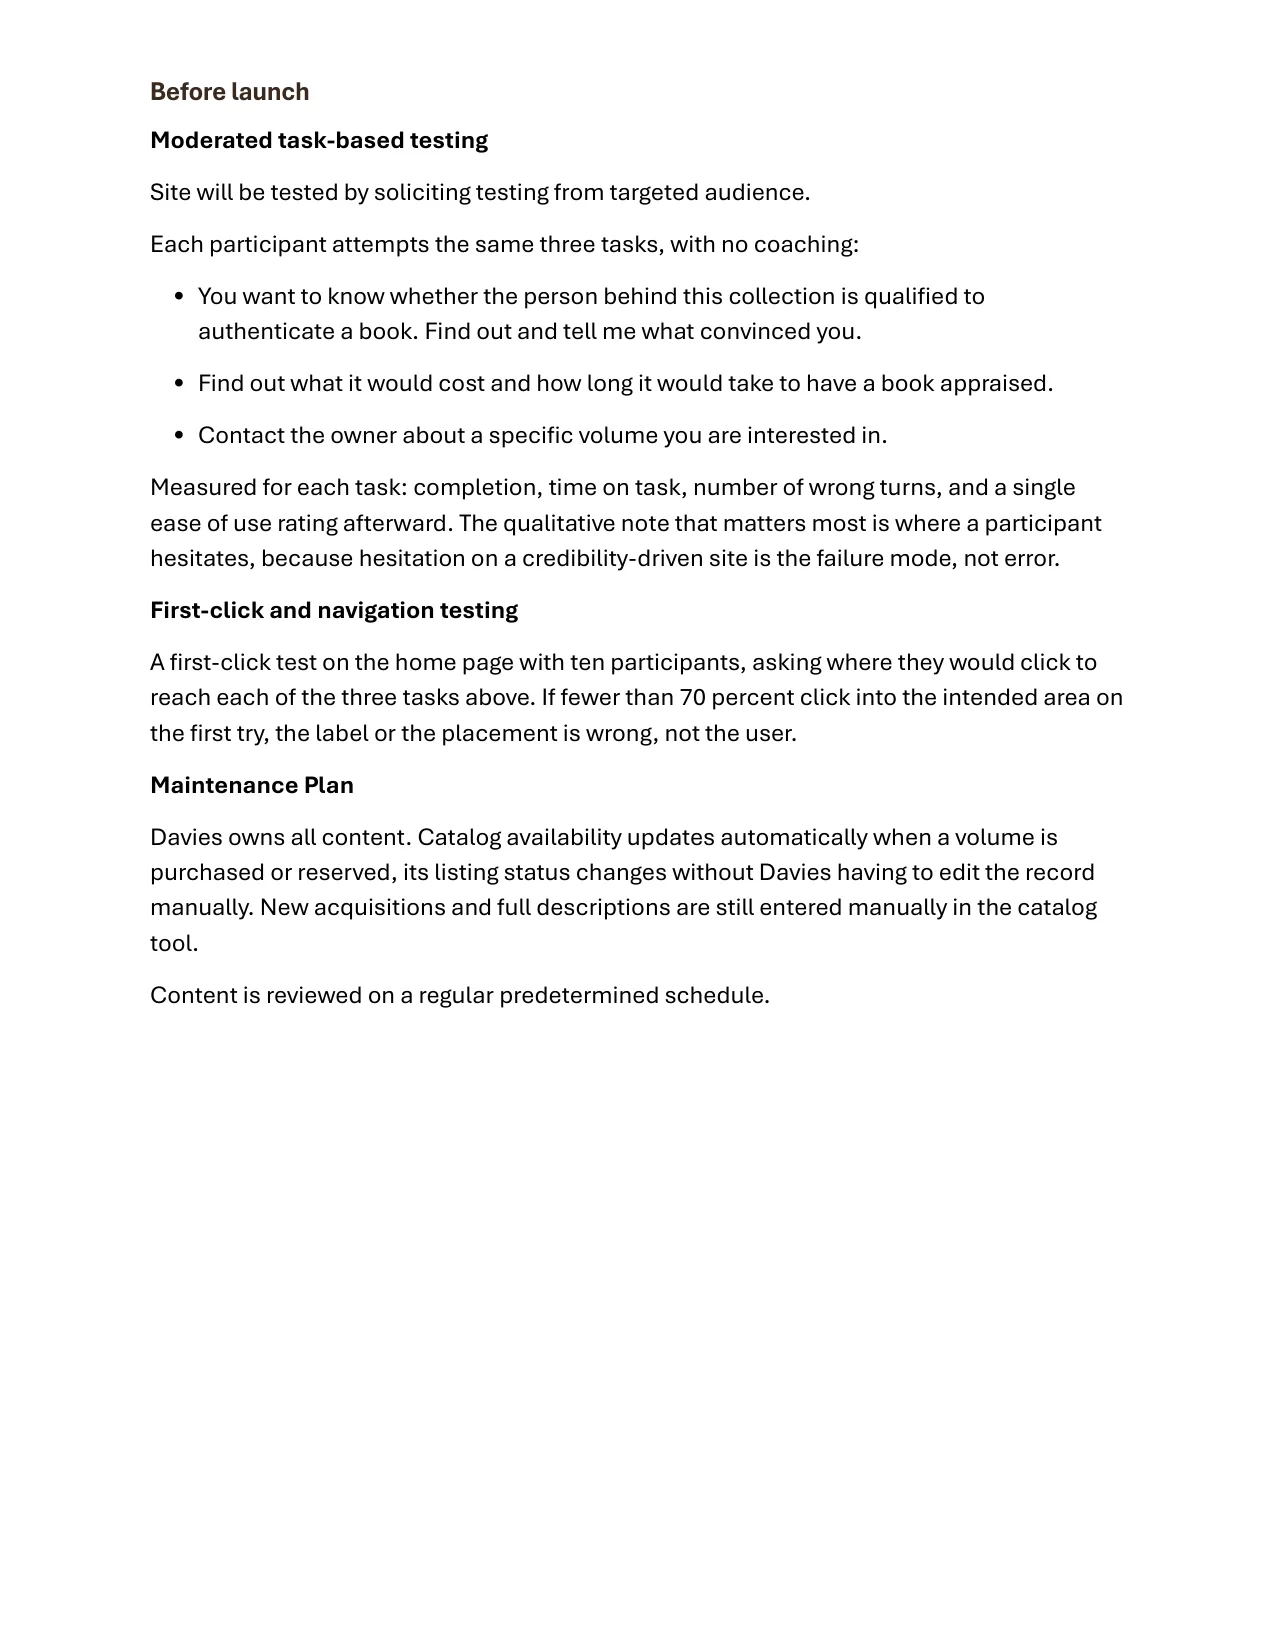 Before launch
Moderated task-based testing
Site will be tested by soliciting testing from targeted audience.
Each participant attempts the same three tasks, with no coaching:
• You want to know whether the person behind this collection is qualified to
authenticate a book. Find out and tell me what convinced you.
• Find out what it would cost and how long it would take to have a book appraised.
• Contact the owner about a specific volume you are interested in.
Measured for each task: completion, time on task, number of wrong turns, and a single
ease of use rating afterward. The qualitative note that matters most is where a participant
hesitates, because hesitation on a credibility-driven site is the failure mode, not error.
First-click and navigation testing
A first-click test on the home page with ten participants, asking where they would click to
reach each of the three tasks above. If fewer than 70 percent click into the intended area on
the first try, the label or the placement is wrong, not the user.
Maintenance Plan
Davies owns all content. Catalog availability updates automatically when a volume is
purchased or reserved, its listing status changes without Davies having to edit the record
manually. New acquisitions and full descriptions are still entered manually in the catalog
tool.
Content is reviewed on a regular predetermined schedule.